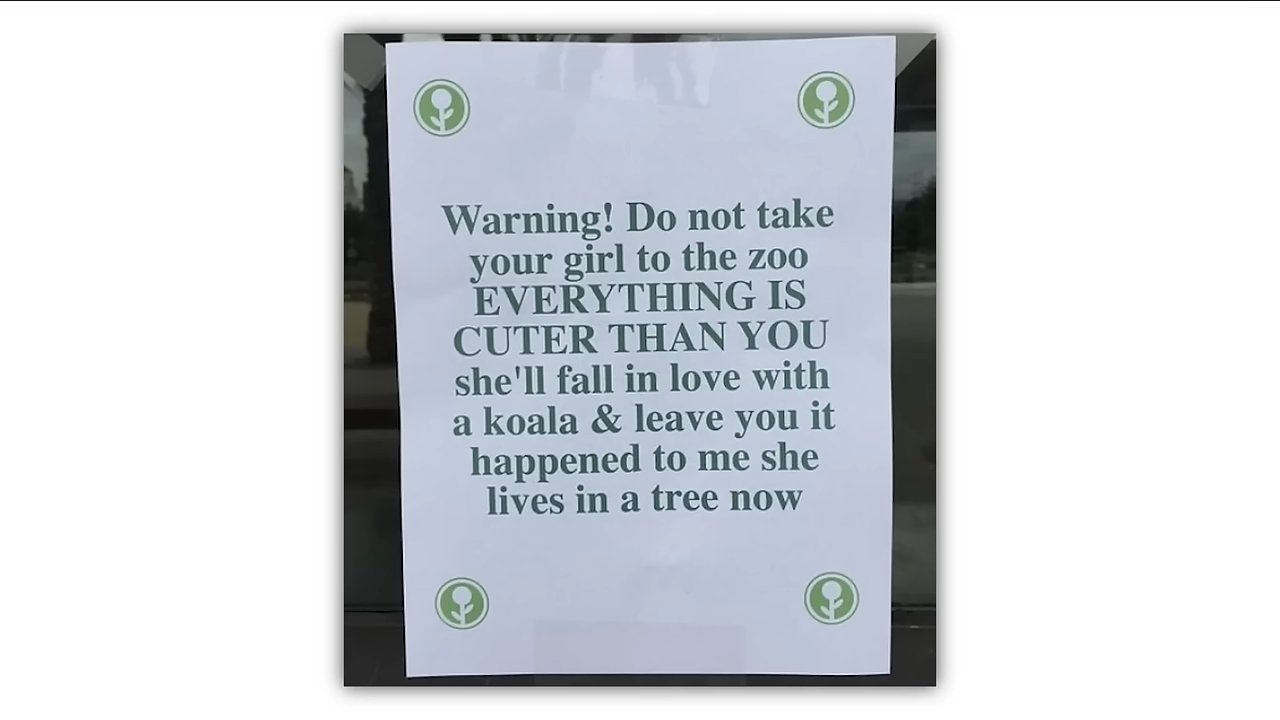 Warning! Do not take
your girl to the zoo
EVERYTHING IS
CUTER THAN YOU
she'll fall in love with
a koala & leave you it
happened to me she
lives in a tree now